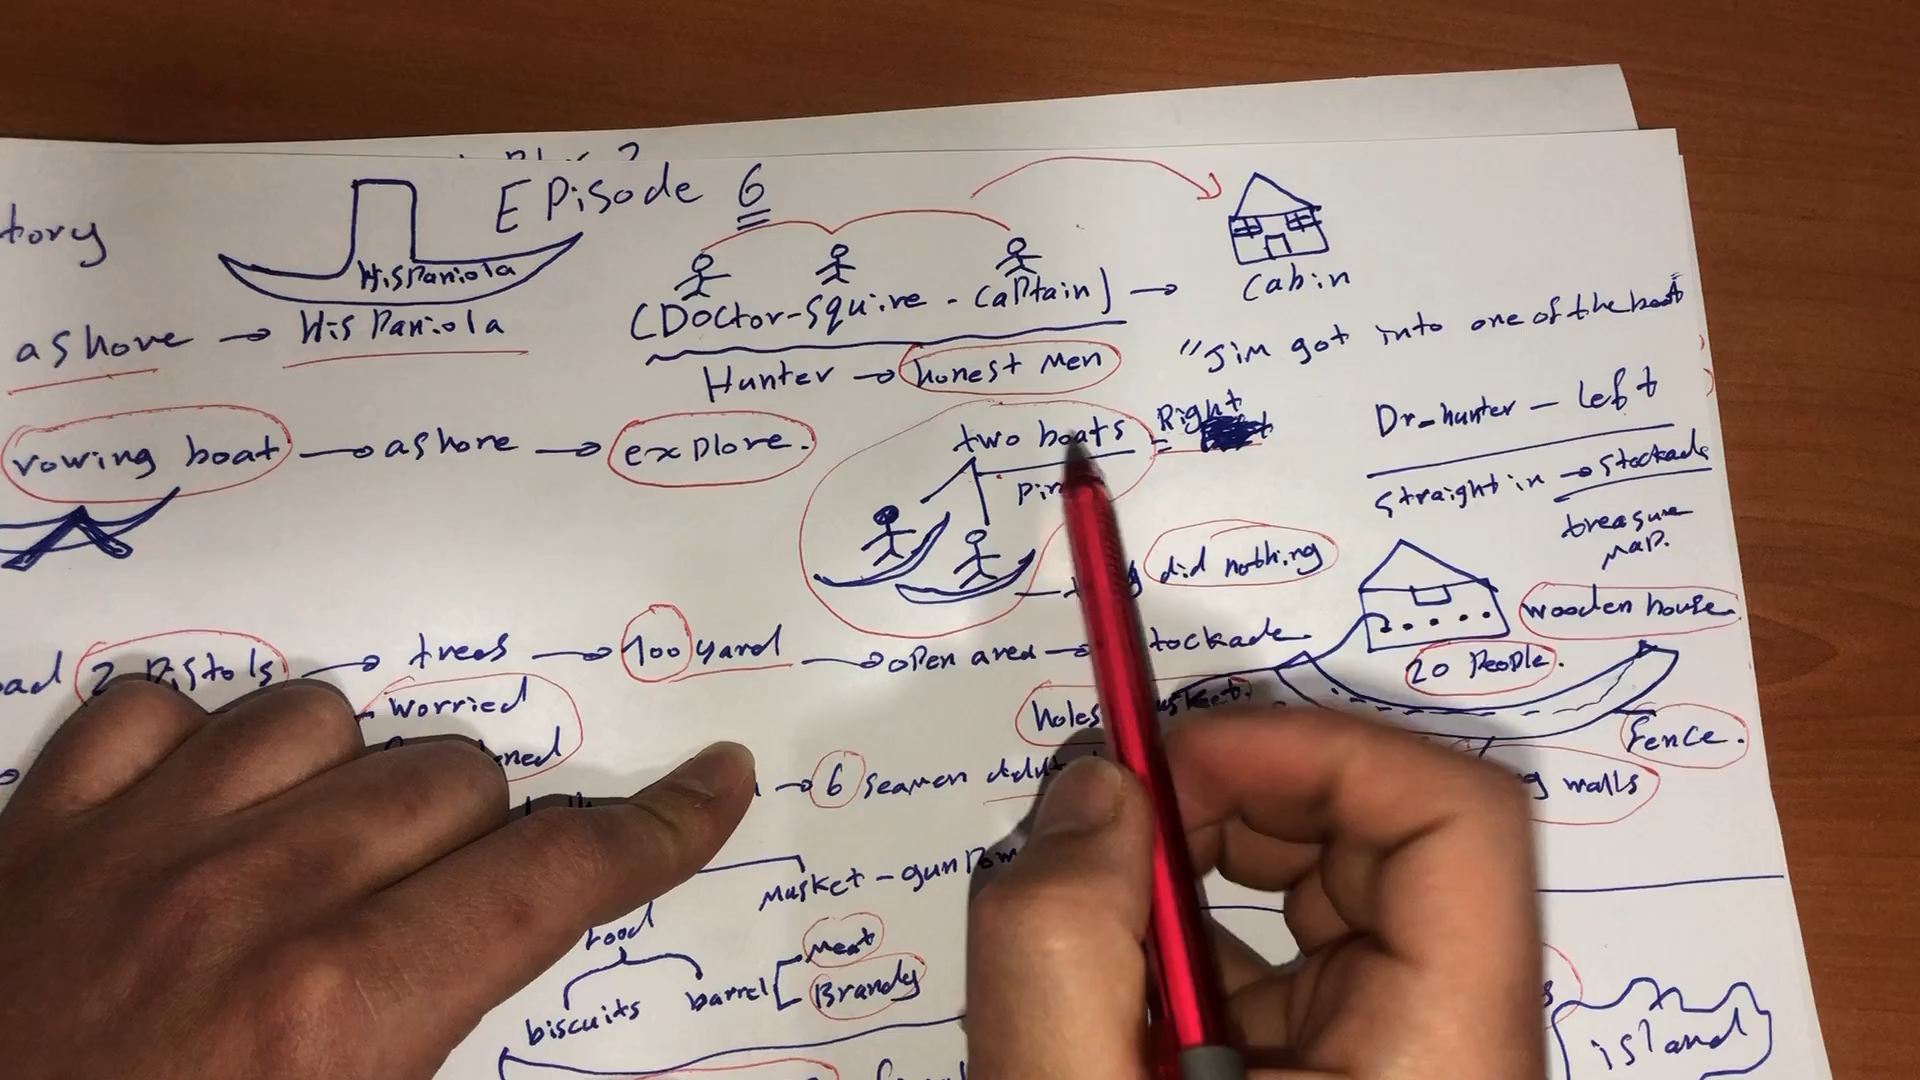 Episode 6
tory
Hispaniola
ashore → Hispaniola
(Doctor-squire - captain) →
cabin
Hunter → honest men
"Jim got into one of the boat
rowing boat → ashore → explore.
two boats = Right
Dr-hunter - left
straight in → stockade
treasure map.
did nothing
wooden house.
2 Pistols → trees → 100 yard → open area →
20 People.
worried
holes
fence.
→ 6 seamen
walls
musket -
food
meat
biscuits
barrel
Brandy
island